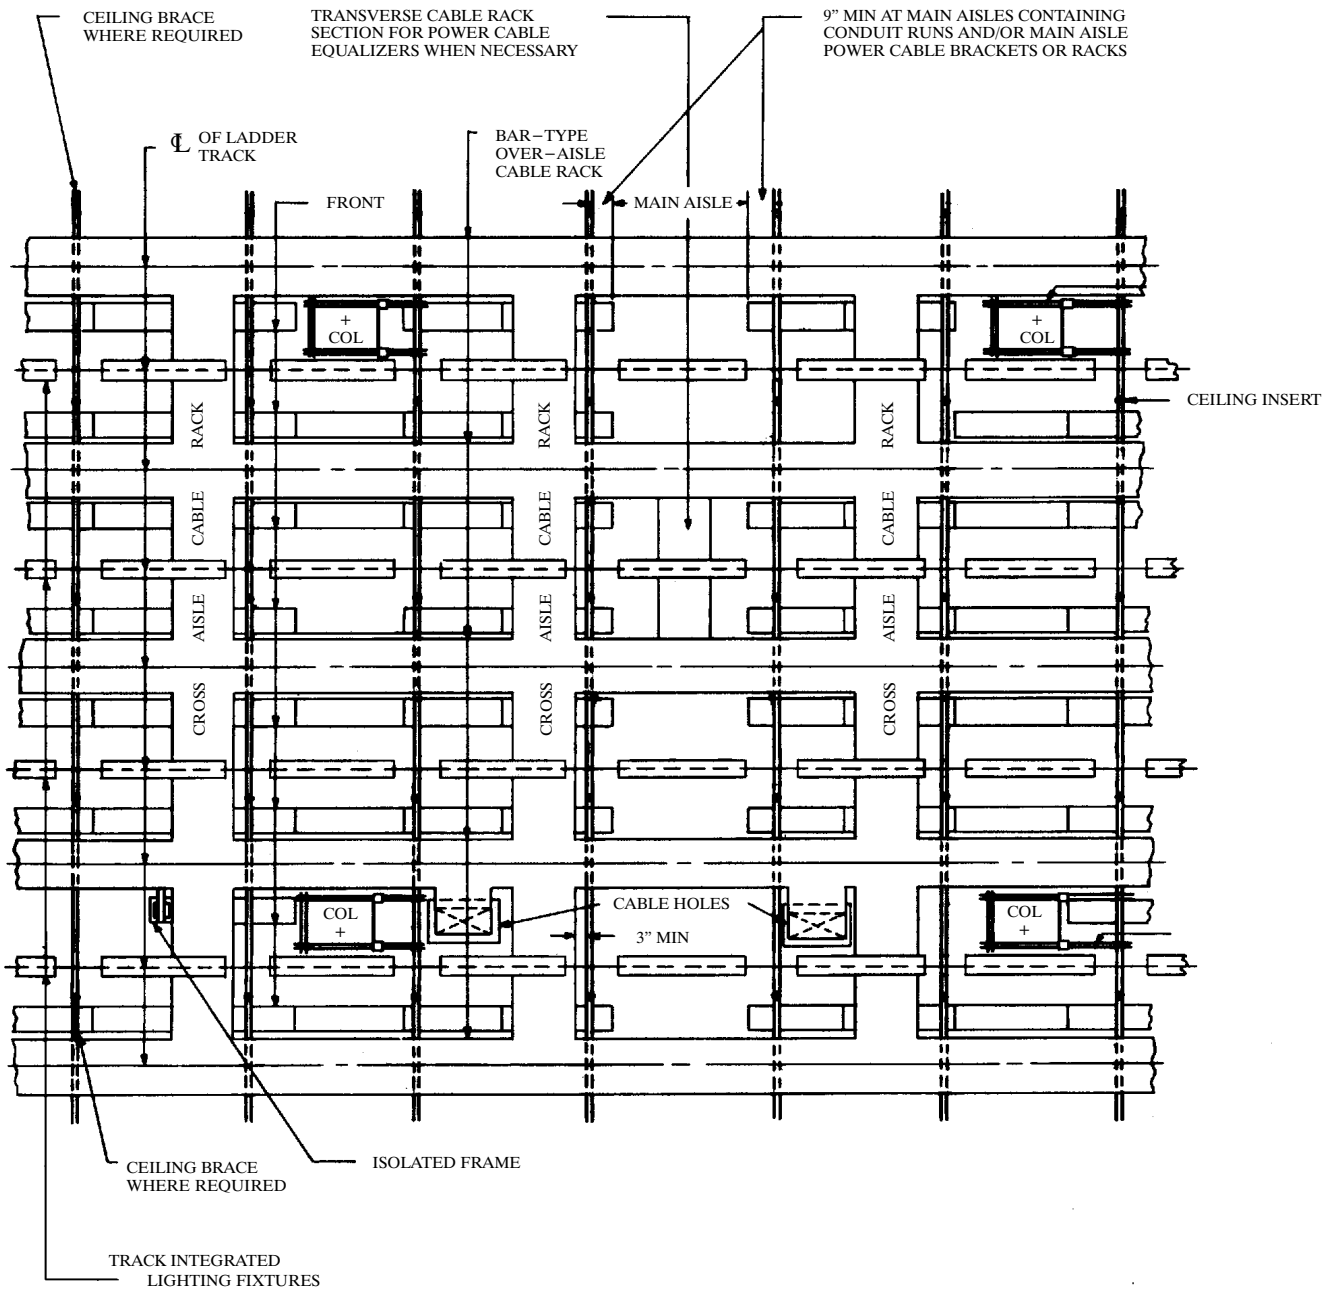 CEILING BRACE
WHERE REQUIRED
TRANSVERSE CABLE RACK
SECTION FOR POWER CABLE
EQUALIZERS WHEN NECESSARY
9” MIN AT MAIN AISLES CONTAINING
CONDUIT RUNS AND/OR MAIN AISLE
POWER CABLE BRACKETS OR RACKS
℄ OF LADDER
TRACK
BAR−TYPE
OVER−AISLE
CABLE RACK
FRONT
MAIN AISLE
+
COL
+
COL
CEILING INSERT
CROSS AISLE CABLE RACK
CROSS AISLE CABLE RACK
CROSS AISLE CABLE RACK
COL
+
CABLE HOLES
3” MIN
COL
+
CEILING BRACE
WHERE REQUIRED
ISOLATED FRAME
TRACK INTEGRATED
LIGHTING FIXTURES